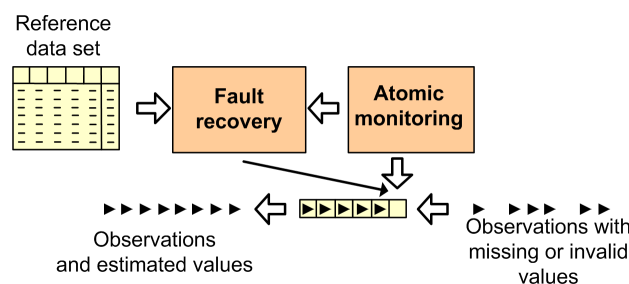 Reference
data set
Fault
recovery
Atomic
monitoring
Observations
and estimated values
Observations with
missing or invalid
values